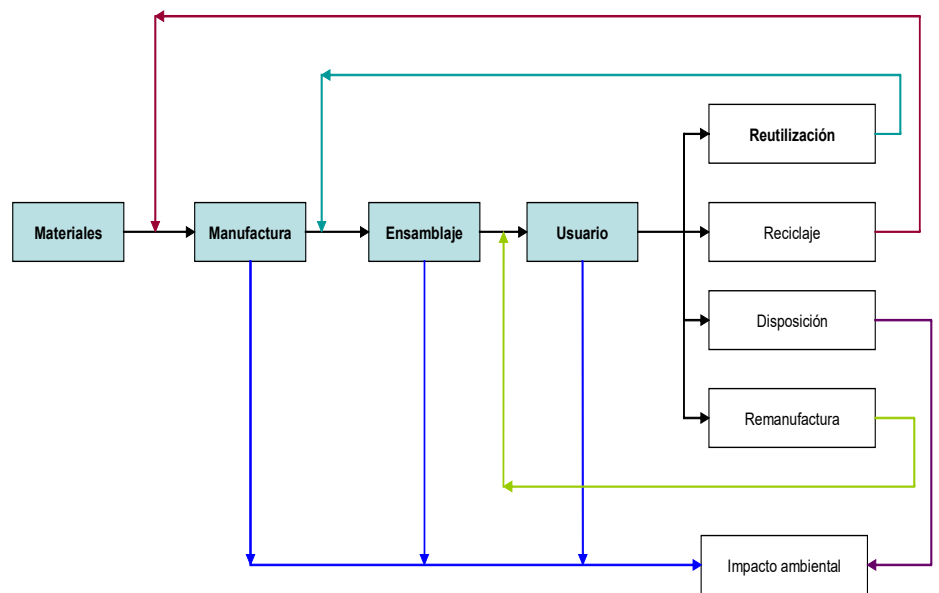 Reutilización
Materiales
Manufactura
Ensamblaje
Usuario
Reciclaje
Disposición
Remanufactura
Impacto ambiental